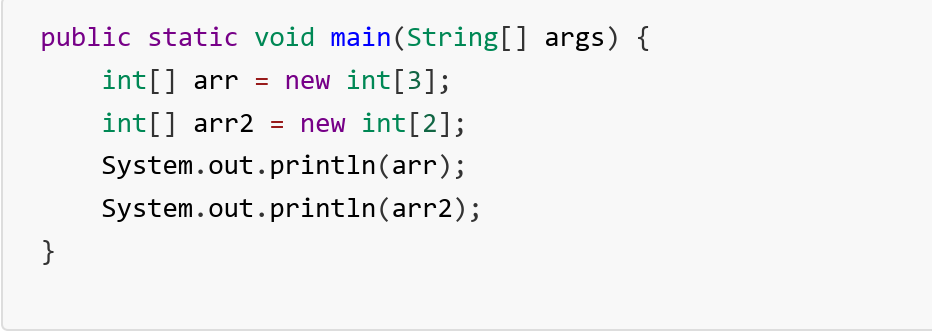 public static void main(String[] args) {
    int[] arr = new int[3];
    int[] arr2 = new int[2];
    System.out.println(arr);
    System.out.println(arr2);
}